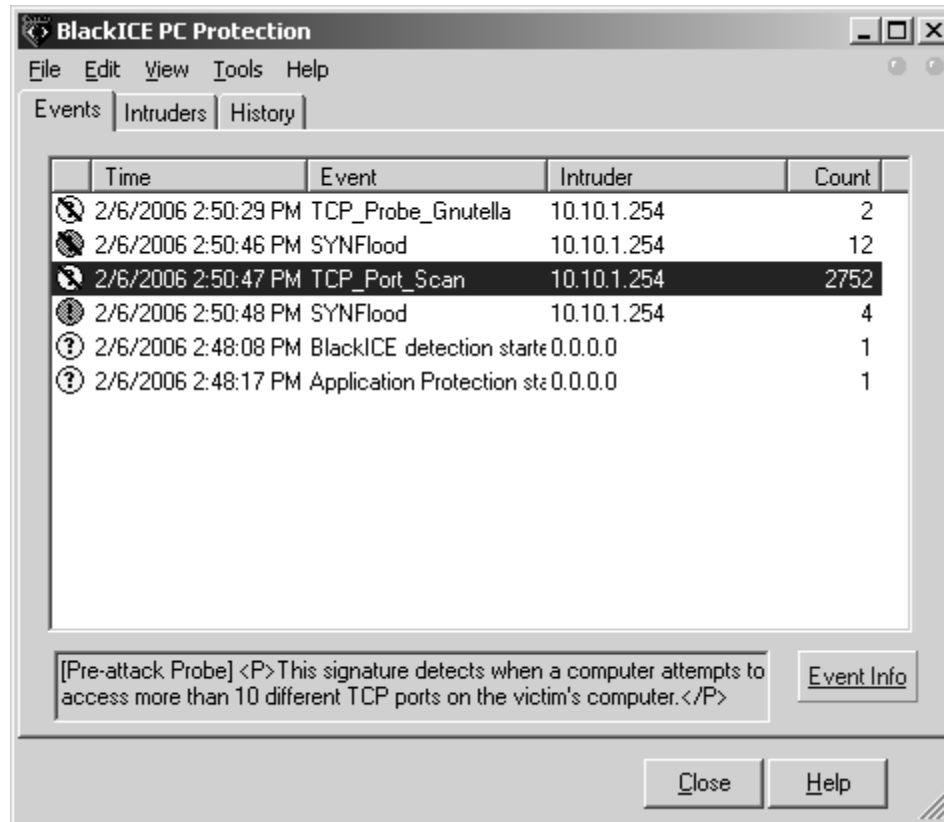 BlackICE PC Protection
File Edit View Tools Help
Events Intruders History
Time Event Intruder Count
2/6/2006 2:50:29 PM TCP_Probe_Gnutella 10.10.1.254 2
2/6/2006 2:50:46 PM SYNFlood 10.10.1.254 12
2/6/2006 2:50:47 PM TCP_Port_Scan 10.10.1.254 2752
2/6/2006 2:50:48 PM SYNFlood 10.10.1.254 4
? 2/6/2006 2:48:08 PM BlackICE detection starte 0.0.0.0 1
? 2/6/2006 2:48:17 PM Application Protection sta 0.0.0.0 1
[Pre-attack Probe] <P>This signature detects when a computer attempts to
access more than 10 different TCP ports on the victim's computer.</P>
Event Info
Close Help